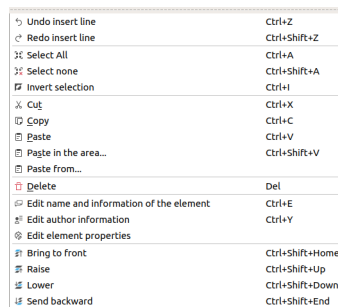 Undo insert line Ctrl+Z
Redo insert line Ctrl+Shift+Z
Select All Ctrl+A
Select none Ctrl+Shift+A
Invert selection Ctrl+I
Cut Ctrl+X
Copy Ctrl+C
Paste Ctrl+V
Paste in the area... Ctrl+Shift+V
Paste from...
Delete Del
Edit name and information of the element Ctrl+E
Edit author information Ctrl+Y
Edit element properties
Bring to front Ctrl+Shift+Home
Raise Ctrl+Shift+Up
Lower Ctrl+Shift+Down
Send backward Ctrl+Shift+End